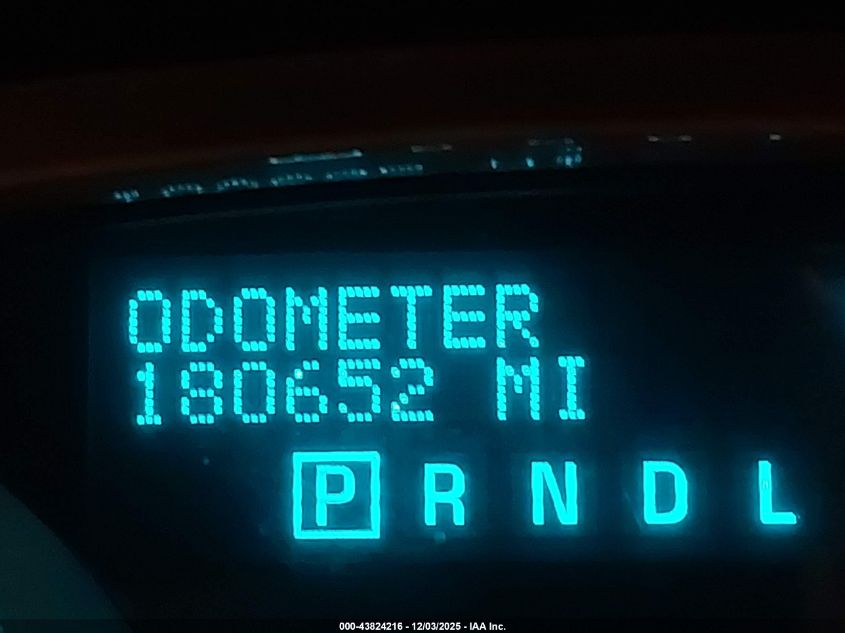 ODOMETER
180652 MI
P R N D L
000-43824216 - 12/03/2025 - IAA Inc.